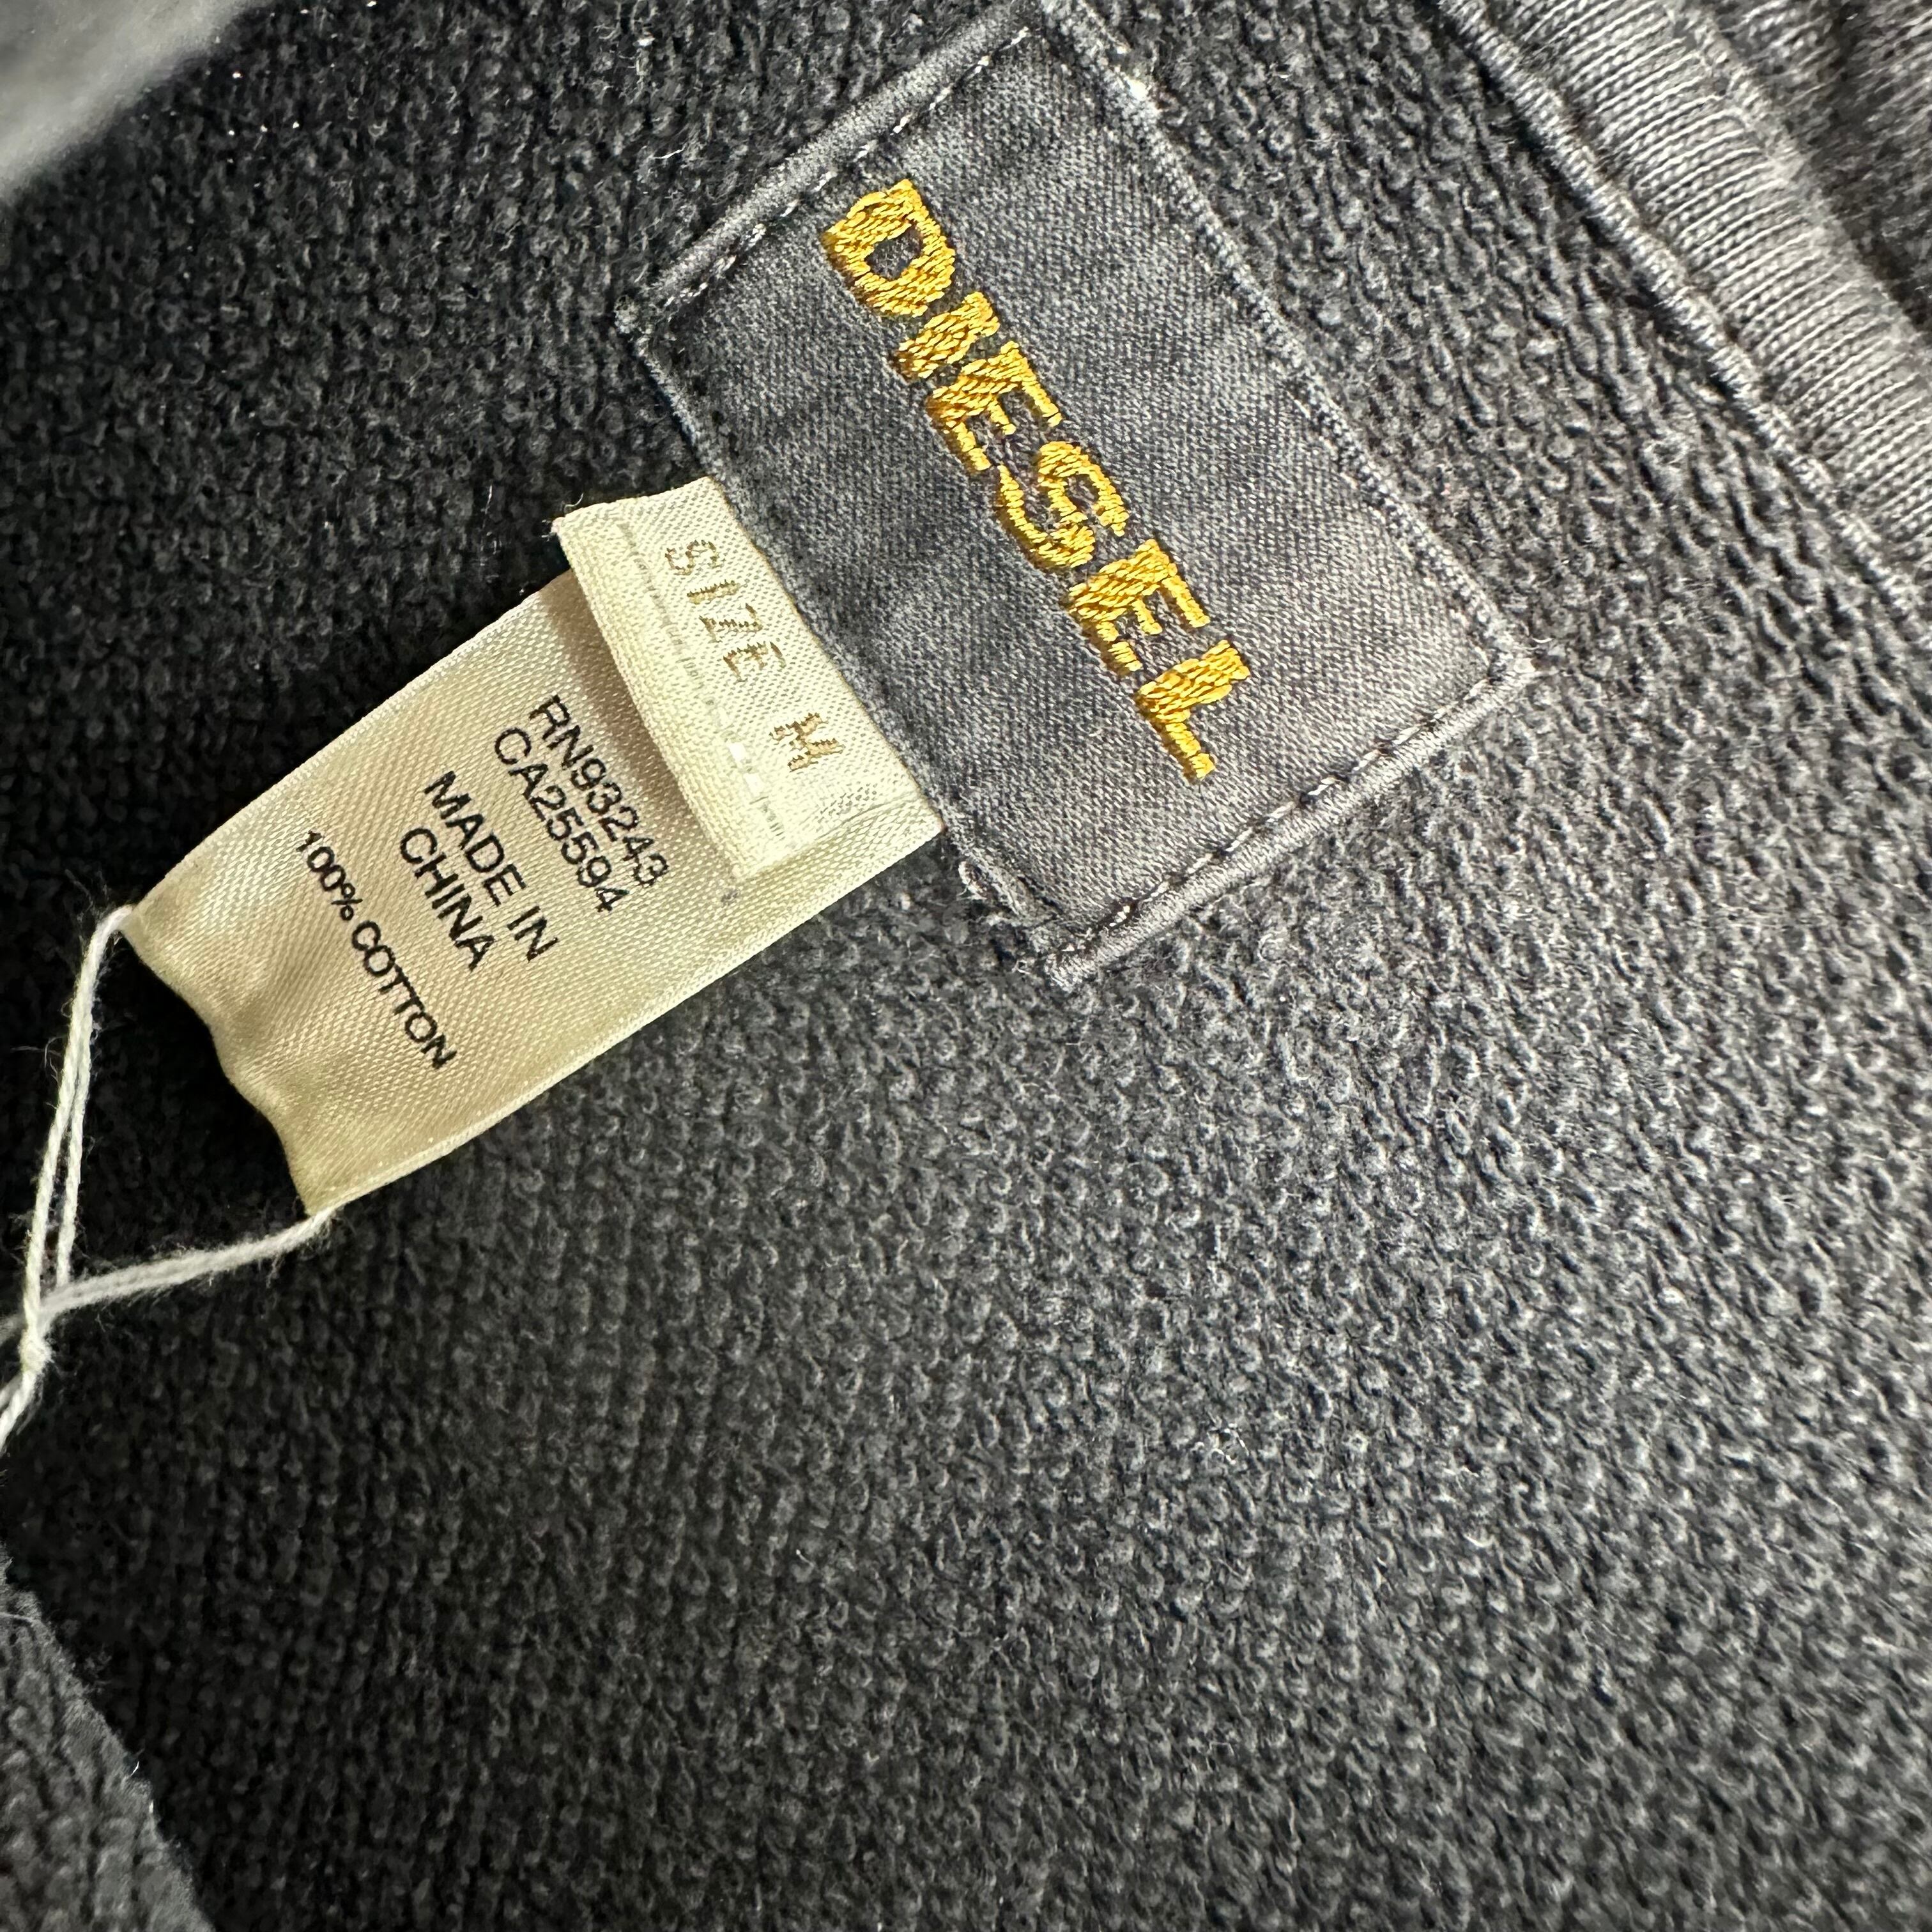 DIESEL
SIZE M
RN93243
CA25594
MADE IN
CHINA
100% COTTON